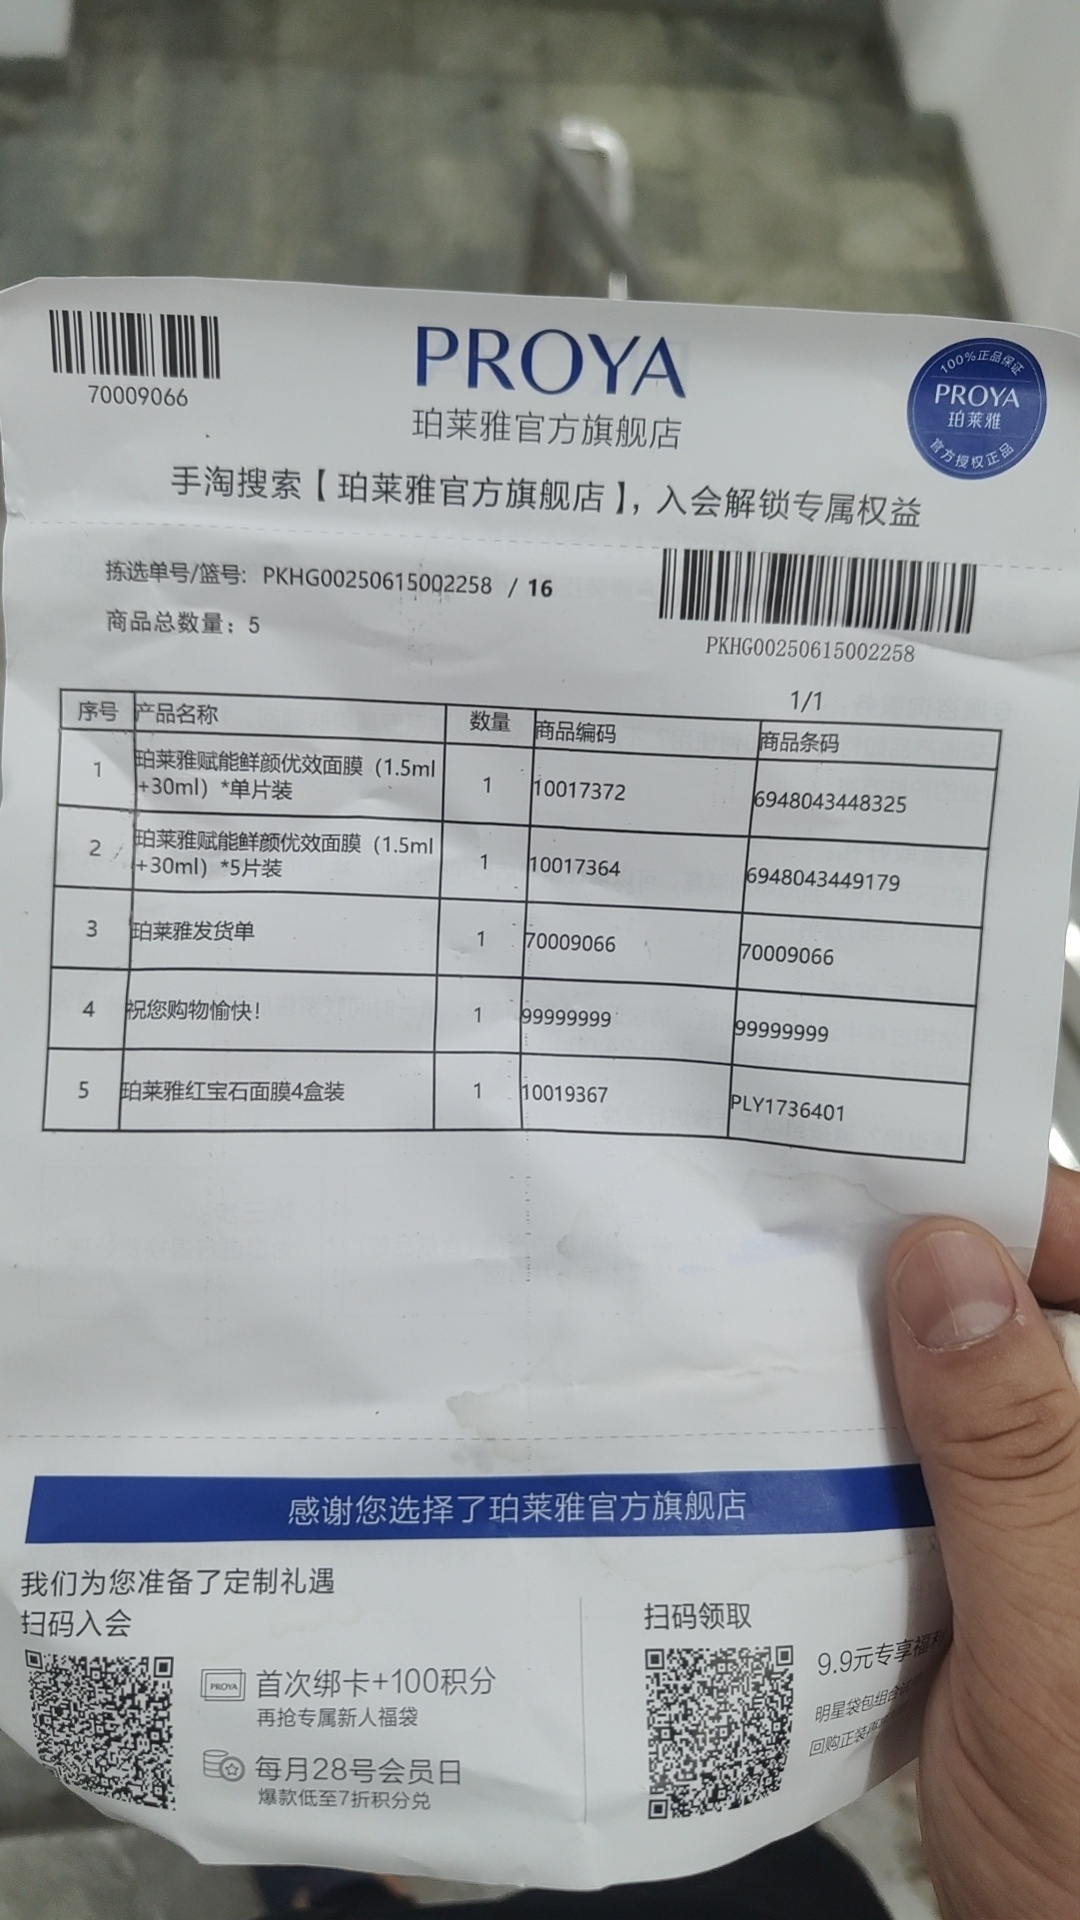 70009066
PROYA
珀莱雅官方旗舰店
100%正品保证
PROYA
珀莱雅
官方授权正品
手淘搜索【珀莱雅官方旗舰店】，入会解锁专属权益
拣选单号/篮号: PKHG00250615002258 / 16
商品总数量：5
PKHG00250615002258
1/1
序号 产品名称 数量 商品编码 商品条码
1 珀莱雅赋能鲜颜优效面膜（1.5ml
+30ml）*单片装 1 10017372 6948043448325
2 珀莱雅赋能鲜颜优效面膜（1.5ml
+30ml）*5片装 1 10017364 6948043449179
3 珀莱雅发货单 1 70009066 70009066
4 祝您购物愉快！ 1 99999999 99999999
5 珀莱雅红宝石面膜4盒装 1 10019367 PLY1736401
感谢您选择了珀莱雅官方旗舰店
我们为您准备了定制礼遇
扫码入会
PROYA
首次绑卡+100积分
再抢专属新人福袋
每月28号会员日
爆款低至7折积分兑
扫码领取
9.9元专享福利
明星袋包组合
回购正装再